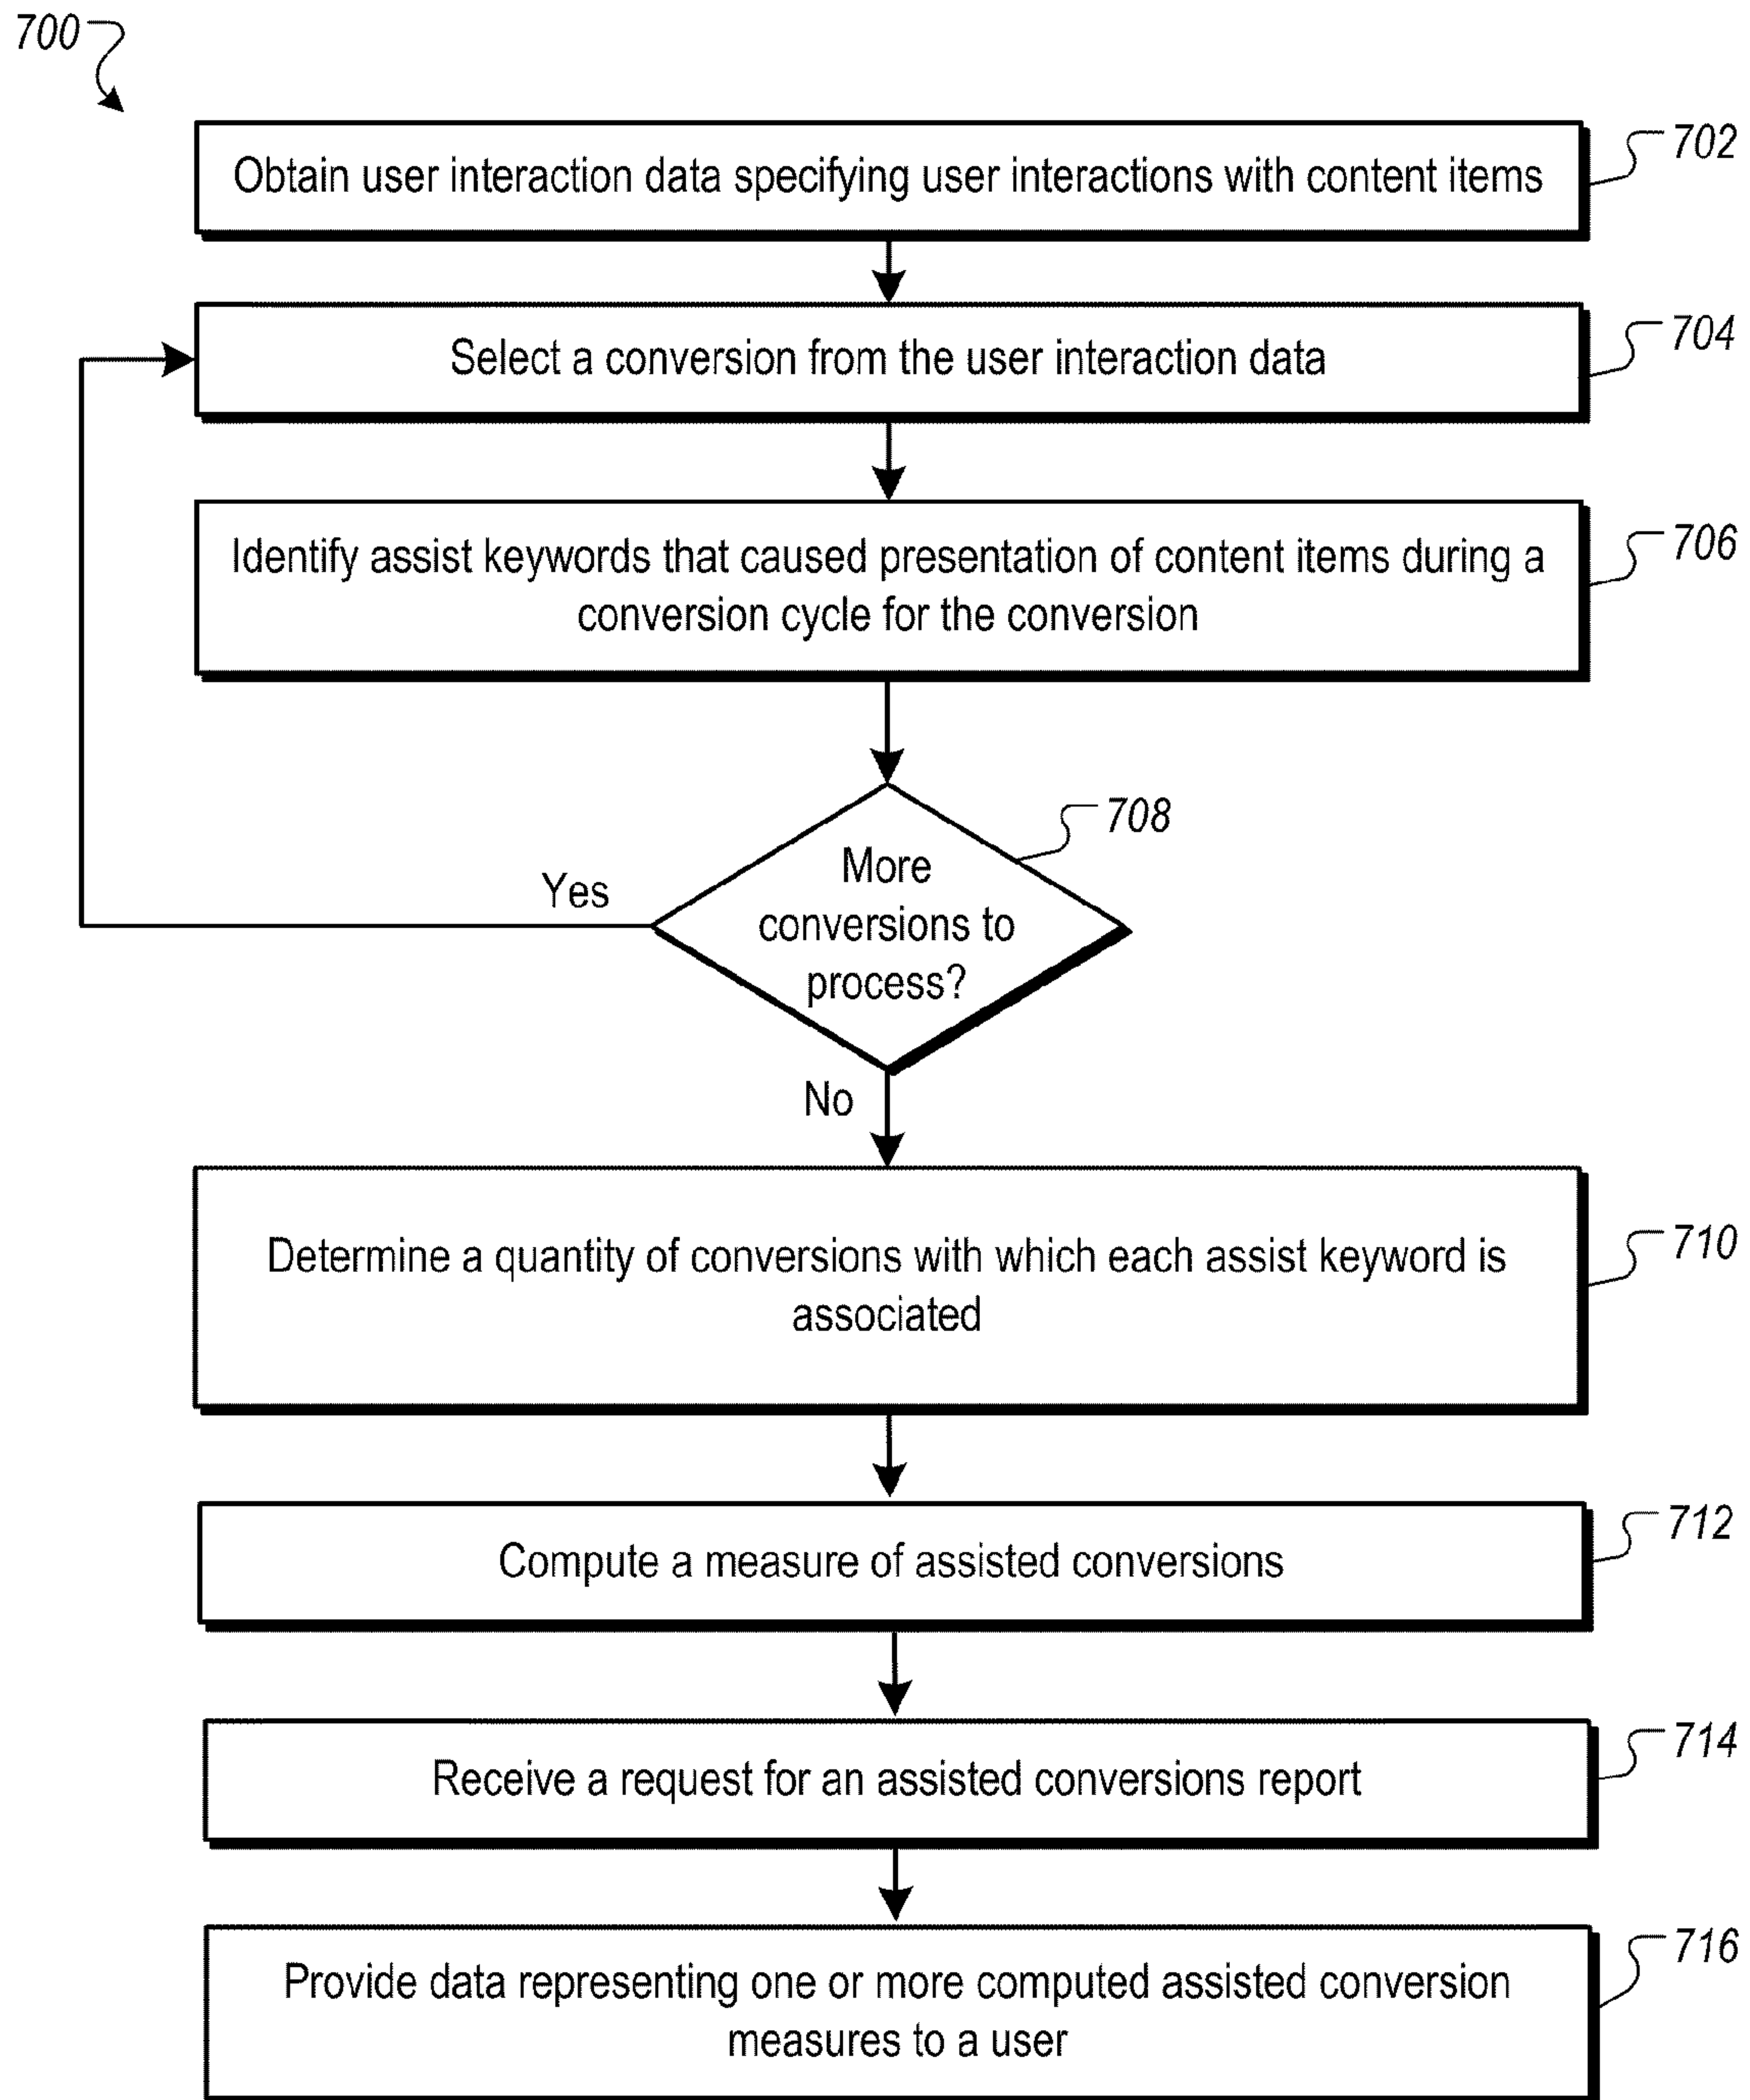 700
Obtain user interaction data specifying user interactions with content items
702
Select a conversion from the user interaction data
704
Identify assist keywords that caused presentation of content items during a
conversion cycle for the conversion
706
More
conversions to
process?
708
Yes
No
Determine a quantity of conversions with which each assist keyword is
associated
710
Compute a measure of assisted conversions
712
Receive a request for an assisted conversions report
714
Provide data representing one or more computed assisted conversion
measures to a user
716